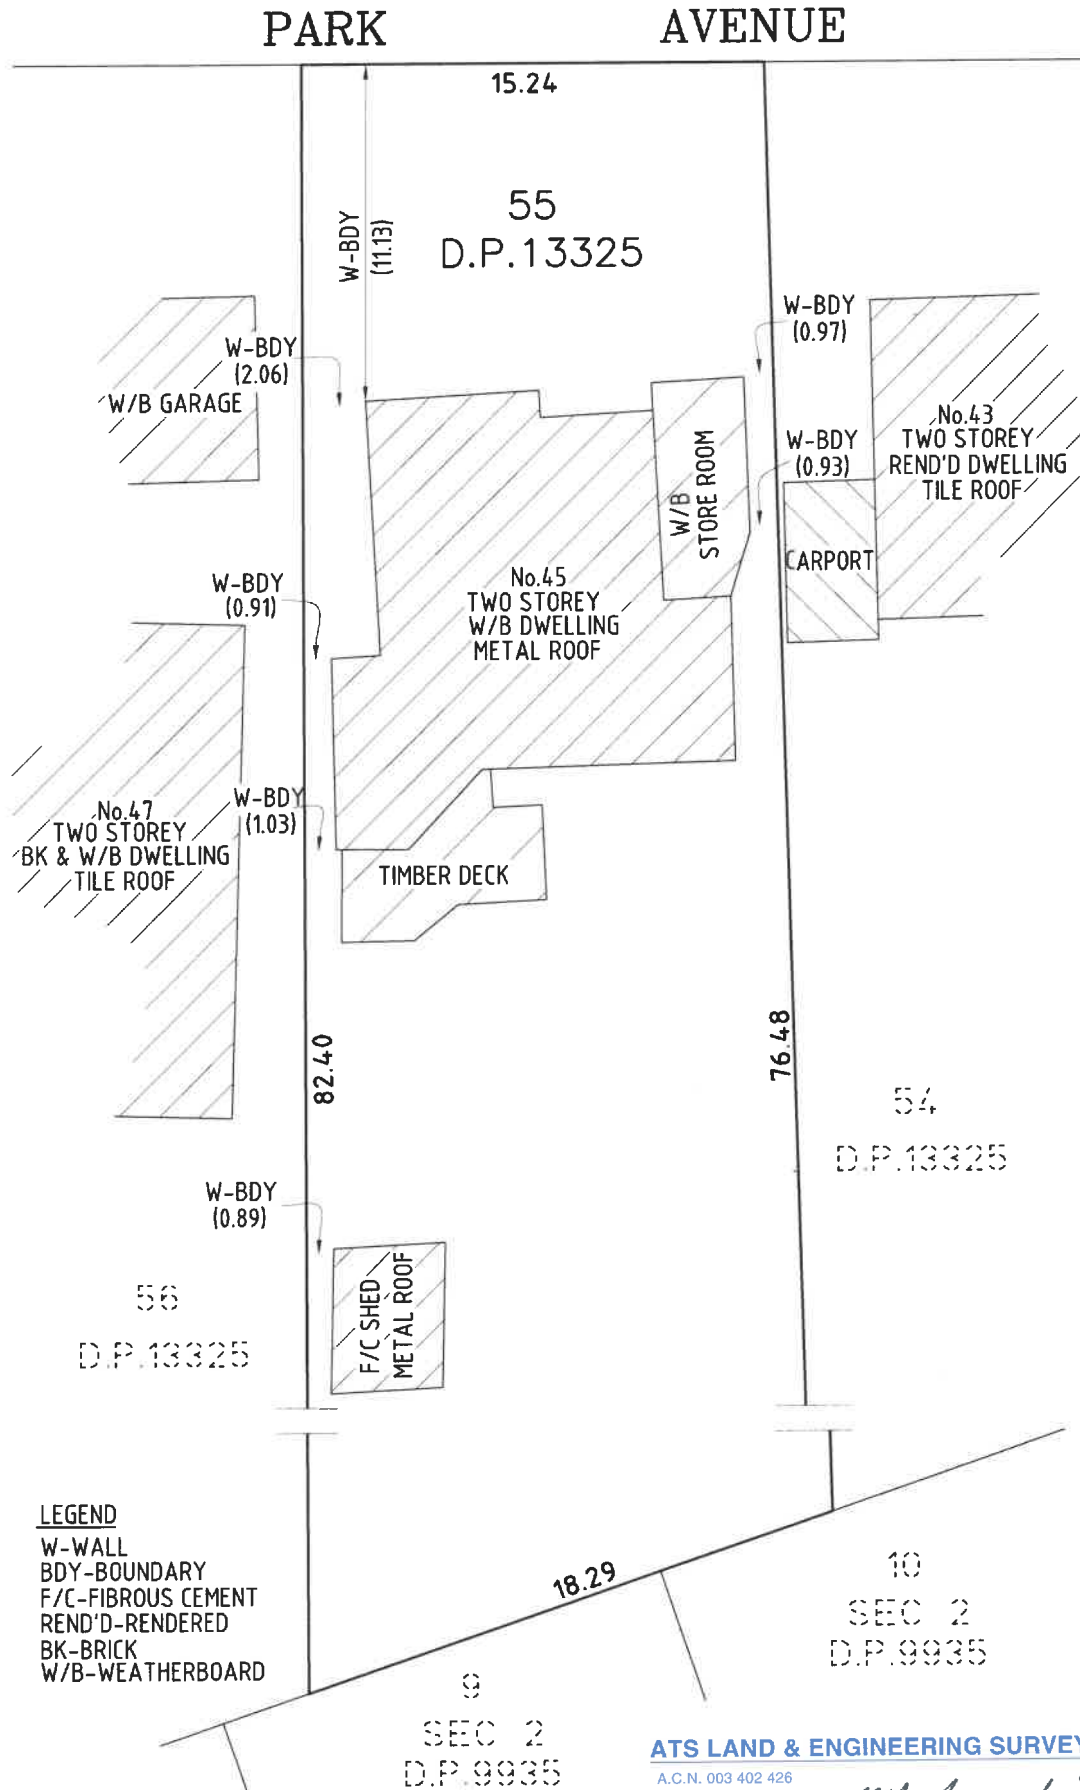 PARK AVENUE
15.24
55
D.P.13325
W-BDY
(11.13)
W-BDY
(2.06)
W/B GARAGE
W-BDY
(0.97)
W-BDY
(0.93)
No.43
TWO STOREY
REND'D DWELLING
TILE ROOF
W/B
STORE ROOM
CARPORT
No.45
TWO STOREY
W/B DWELLING
METAL ROOF
W-BDY
(0.91)
No.47
TWO STOREY
BK & W/B DWELLING
TILE ROOF
W-BDY
(1.03)
TIMBER DECK
82.40
76.48
54
D.P.13325
W-BDY
(0.89)
F/C SHED
METAL ROOF
56
D.P.13325
LEGEND
W-WALL
BDY-BOUNDARY
F/C-FIBROUS CEMENT
REND'D-RENDERED
BK-BRICK
W/B-WEATHERBOARD
18.29
10
SEC 2
D.P.9935
9
SEC 2
D.P.9935
ATS LAND & ENGINEERING SURVEY
A.C.N. 003 402 426